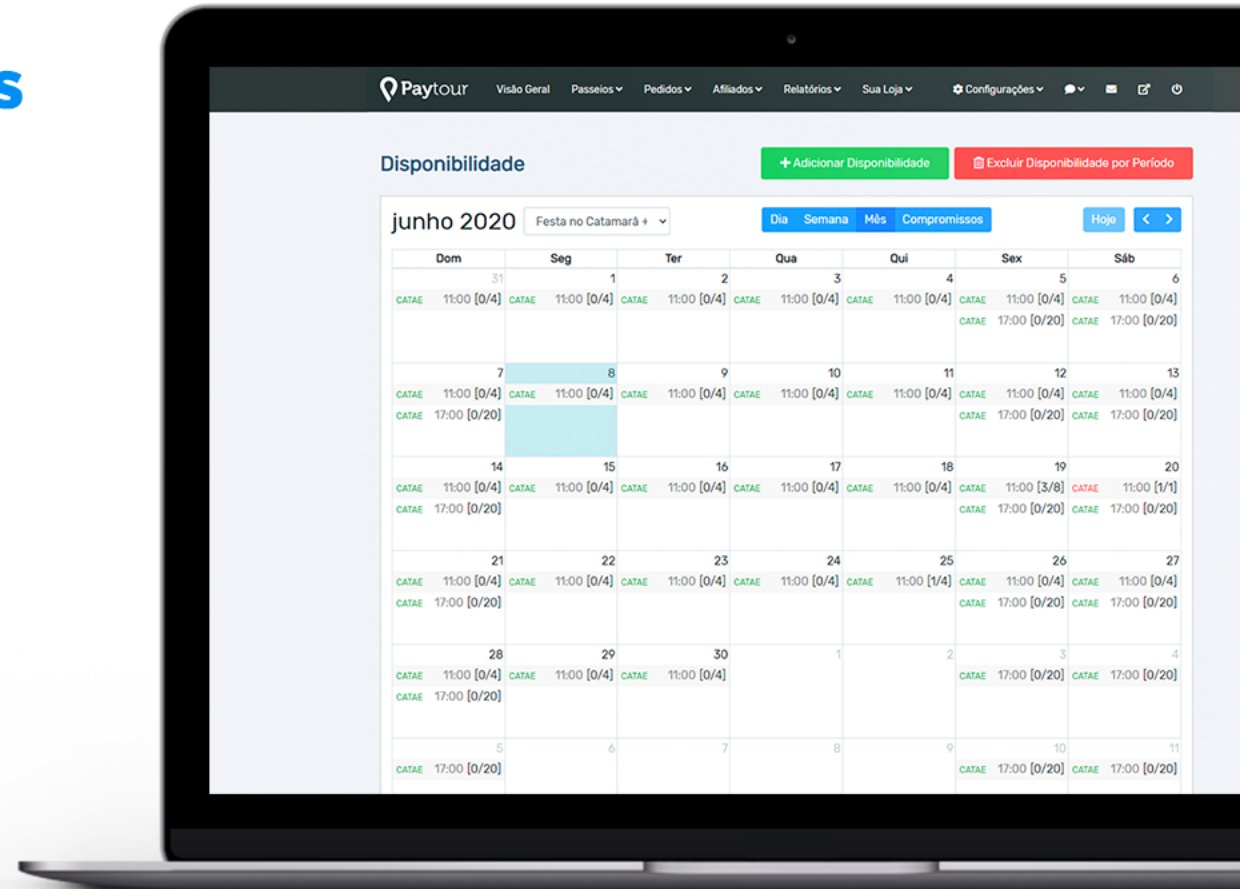 s
Paytour Visão Geral Passeios Pedidos Afiliados Relatórios Sua Loja Configurações
Disponibilidade + Adicionar Disponibilidade Excluir Disponibilidade por Período
junho 2020 Festa no Catamarã + Dia Semana Mês Compromissos Hoje < >
Dom Seg Ter Qua Qui Sex Sáb
31 1 2 3 4 5 6
CATAE 11:00 [0/4] CATAE 11:00 [0/4] CATAE 11:00 [0/4] CATAE 11:00 [0/4] CATAE 11:00 [0/4] CATAE 11:00 [0/4] CATAE 11:00 [0/4]
CATAE 17:00 [0/20] CATAE 17:00 [0/20]
7 8 9 10 11 12 13
CATAE 11:00 [0/4] CATAE 11:00 [0/4] CATAE 11:00 [0/4] CATAE 11:00 [0/4] CATAE 11:00 [0/4] CATAE 11:00 [0/4] CATAE 11:00 [0/4]
CATAE 17:00 [0/20] CATAE 17:00 [0/20] CATAE 17:00 [0/20]
14 15 16 17 18 19 20
CATAE 11:00 [0/4] CATAE 11:00 [0/4] CATAE 11:00 [0/4] CATAE 11:00 [0/4] CATAE 11:00 [0/4] CATAE 11:00 [3/8] CATAE 11:00 [1/1]
CATAE 17:00 [0/20] CATAE 17:00 [0/20] CATAE 17:00 [0/20]
21 22 23 24 25 26 27
CATAE 11:00 [0/4] CATAE 11:00 [0/4] CATAE 11:00 [0/4] CATAE 11:00 [0/4] CATAE 11:00 [1/4] CATAE 11:00 [0/4] CATAE 11:00 [0/4]
CATAE 17:00 [0/20] CATAE 17:00 [0/20] CATAE 17:00 [0/20]
28 29 30 1 2 3 4
CATAE 11:00 [0/4] CATAE 11:00 [0/4] CATAE 11:00 [0/4] CATAE 17:00 [0/20] CATAE 17:00 [0/20]
CATAE 17:00 [0/20]
5 6 7 8 9 10 11
CATAE 17:00 [0/20] CATAE 17:00 [0/20] CATAE 17:00 [0/20]